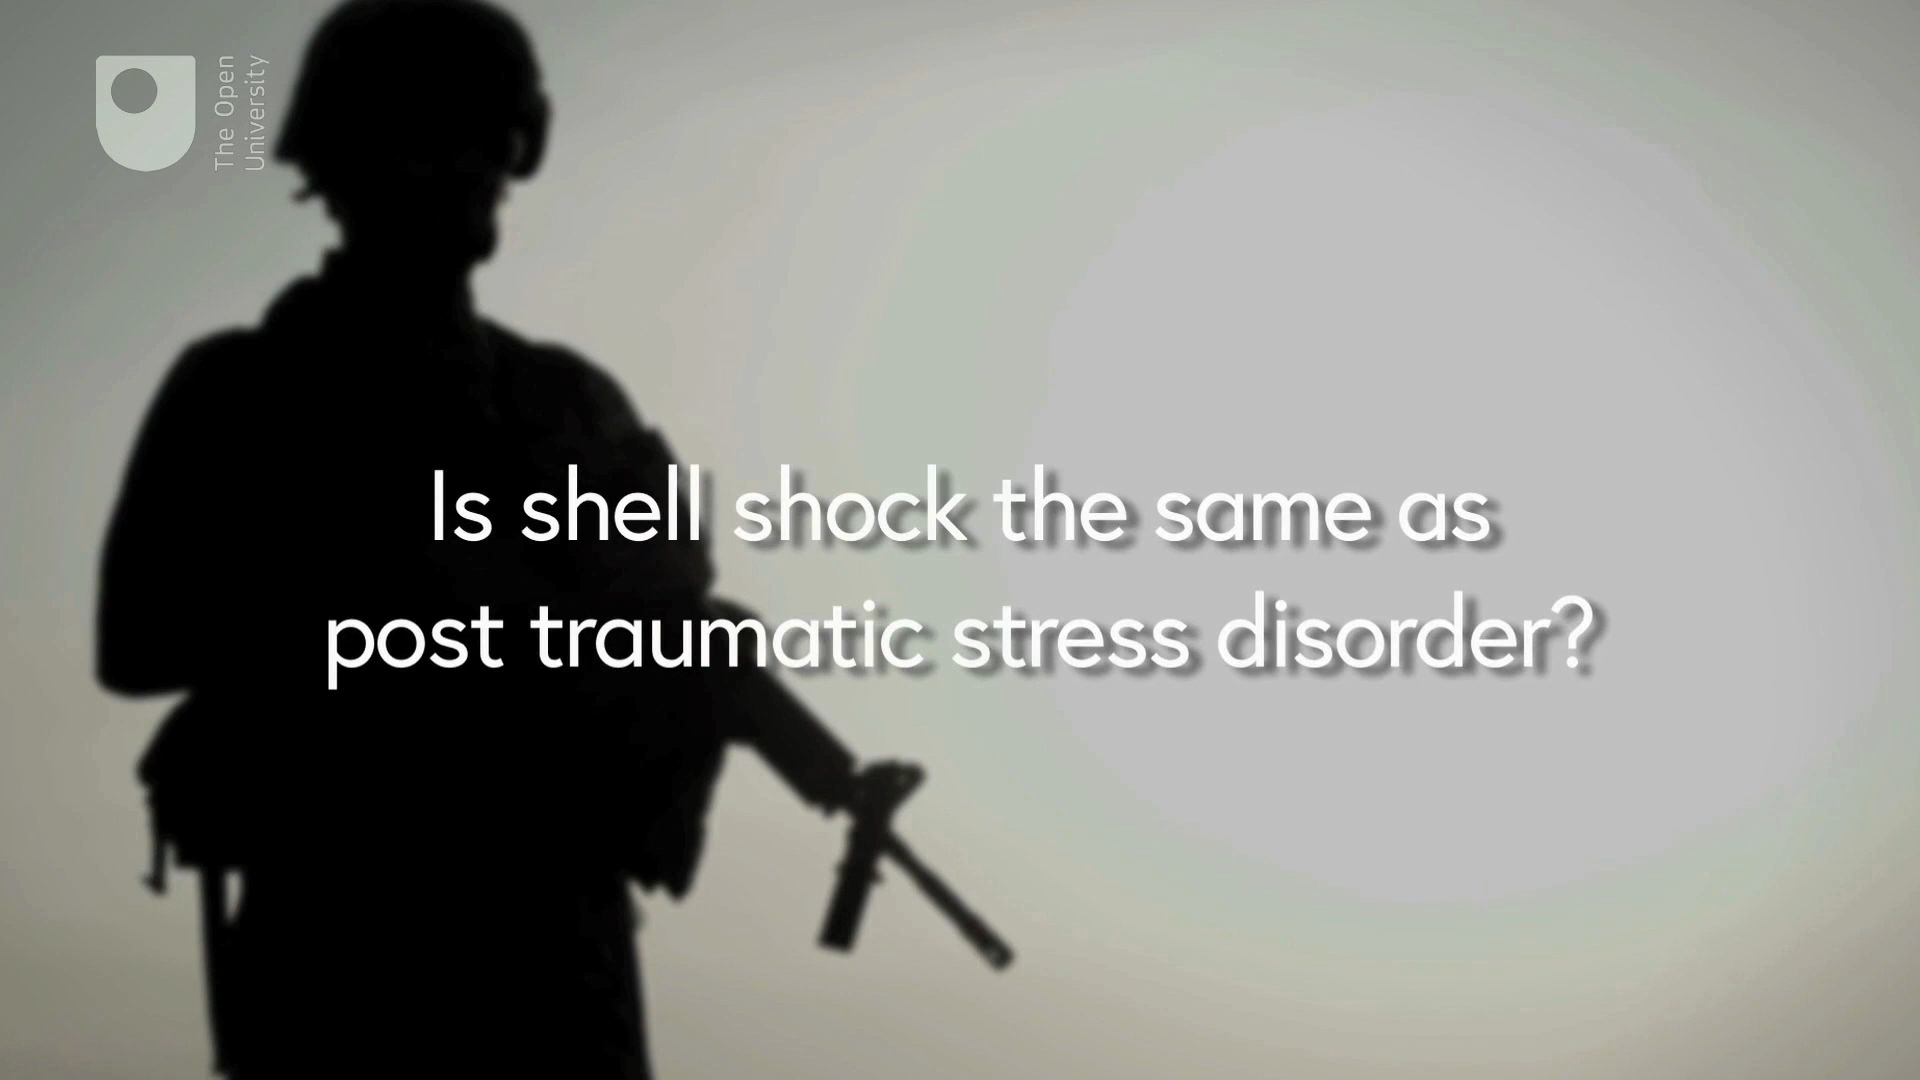 The Open
University
Is shell shock the same as
post traumatic stress disorder?